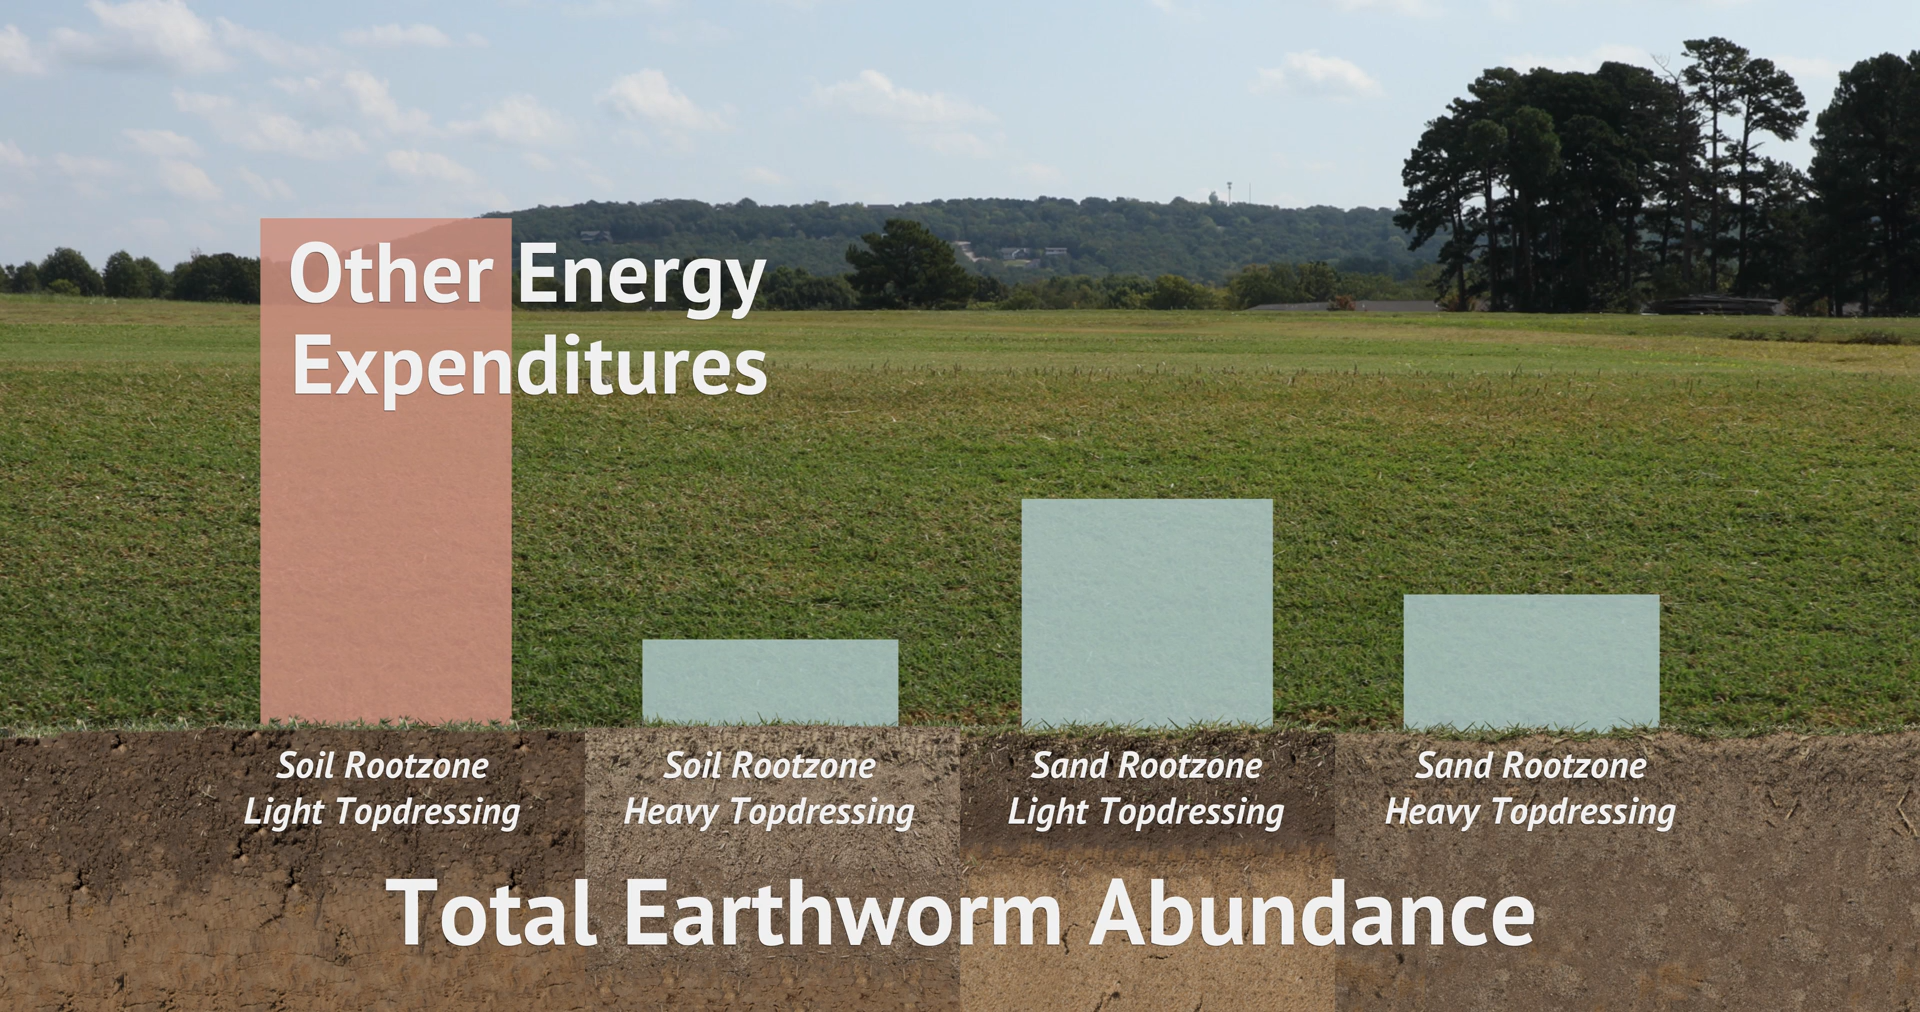 Other Energy
Expenditures
Soil Rootzone
Light Topdressing
Soil Rootzone
Heavy Topdressing
Sand Rootzone
Light Topdressing
Sand Rootzone
Heavy Topdressing
Total Earthworm Abundance